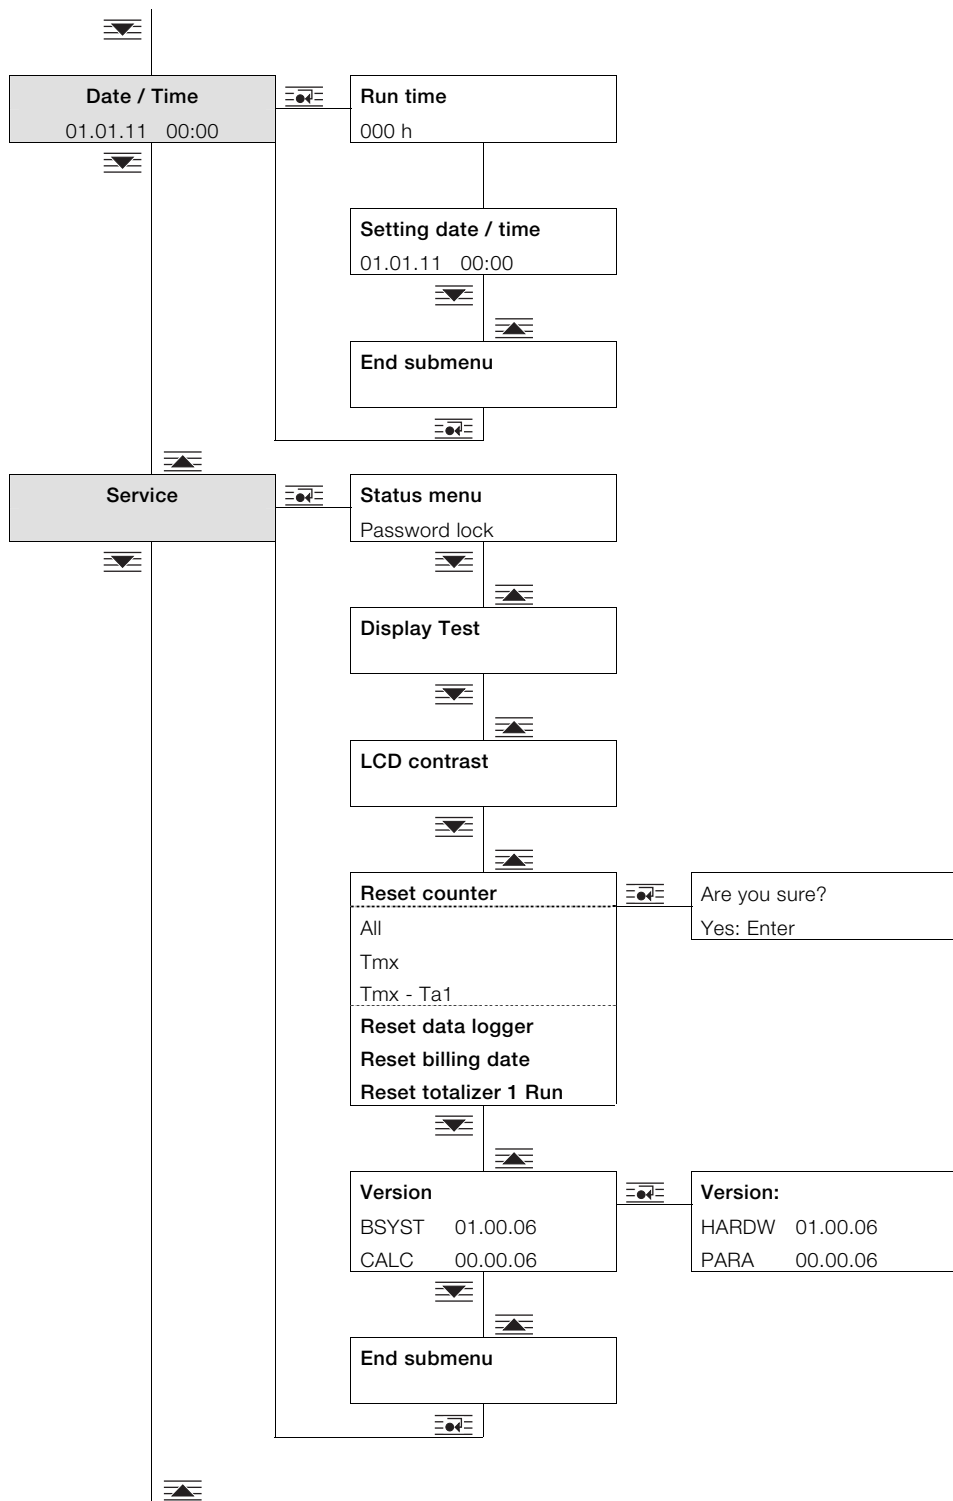 Date / Time
01.01.11 00:00
Run time
000 h
Setting date / time
01.01.11 00:00
End submenu
Service
Status menu
Password lock
Display Test
LCD contrast
Reset counter
All
Tmx
Tmx - Ta1
Reset data logger
Reset billing date
Reset totalizer 1 Run
Are you sure?
Yes: Enter
Version
BSYST 01.00.06
CALC 00.00.06
Version:
HARDW 01.00.06
PARA 00.00.06
End submenu